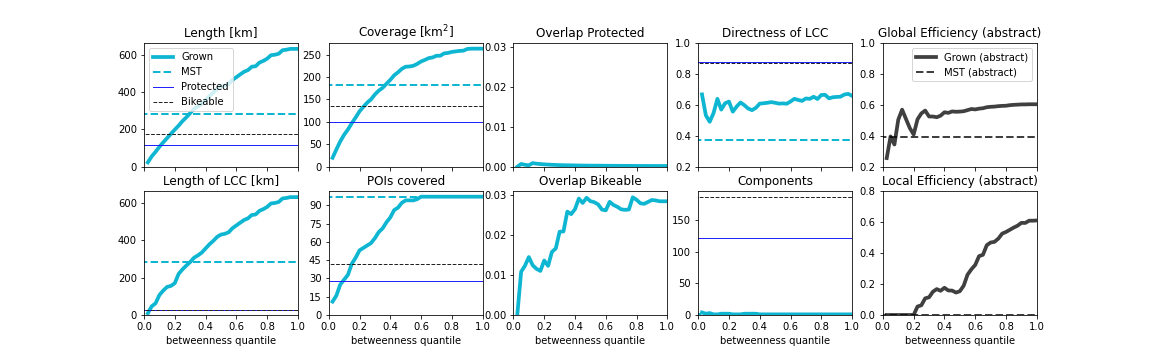 Length [km]
600
400
200
0
Grown
MST
Protected
Bikeable
Coverage [km²]
250
200
150
100
50
0
Overlap Protected
0.03
0.02
0.01
0.00
Directness of LCC
1.0
0.8
0.6
0.4
0.2
Global Efficiency (abstract)
1.0
0.8
0.6
0.4
0.2
Grown (abstract)
MST (abstract)
Length of LCC [km]
600
400
200
0
0.0 0.2 0.4 0.6 0.8 1.0
betweenness quantile
POIs covered
90
75
60
45
30
15
0
0.0 0.2 0.4 0.6 0.8 1.0
betweenness quantile
Overlap Bikeable
0.03
0.02
0.01
0.00
0.0 0.2 0.4 0.6 0.8 1.0
betweenness quantile
Components
150
100
50
0
0.0 0.2 0.4 0.6 0.8 1.0
betweenness quantile
Local Efficiency (abstract)
0.8
0.6
0.4
0.2
0.0
0.0 0.2 0.4 0.6 0.8 1.0
betweenness quantile